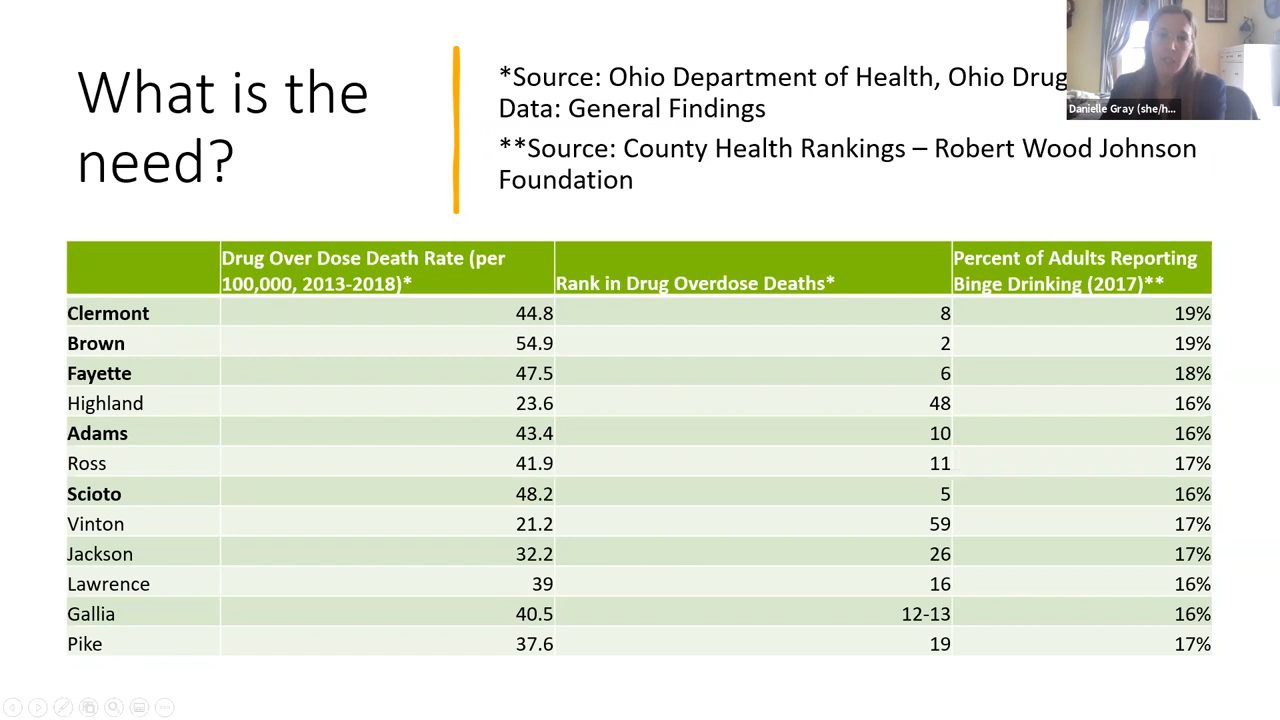 What is the
need?
*Source: Ohio Department of Health, Ohio Drug
Data: General Findings
**Source: County Health Rankings – Robert Wood Johnson
Foundation
Danielle Gray (she/h...
Drug Over Dose Death Rate (per
100,000, 2013-2018)*
Rank in Drug Overdose Deaths*
Percent of Adults Reporting
Binge Drinking (2017)**
Clermont 44.8 8 19%
Brown 54.9 2 19%
Fayette 47.5 6 18%
Highland 23.6 48 16%
Adams 43.4 10 16%
Ross 41.9 11 17%
Scioto 48.2 5 16%
Vinton 21.2 59 17%
Jackson 32.2 26 17%
Lawrence 39 16 16%
Gallia 40.5 12-13 16%
Pike 37.6 19 17%